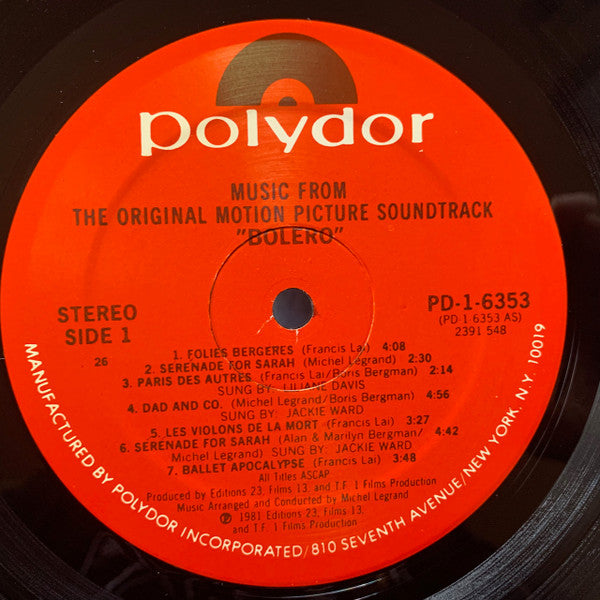 polydor
MUSIC FROM
THE ORIGINAL MOTION PICTURE SOUNDTRACK
"BOLERO"
STEREO
SIDE 1
PD-1-6353
(PD-1-6353 AS)
2391 548
26
1. FOLIES BERGERES (Francis Lai) 4:08
2. SERENADE FOR SARAH (Michel Legrand) 2:30
3. PARIS DES AUTRES (Francis Lai/Boris Bergman) 2:14
SUNG BY: LILIANE DAVIS
4. DAD AND CO. (Michel Legrand/Boris Bergman) 4:56
SUNG BY: JACKIE WARD
5. LES VIOLONS DE LA MORT (Francis Lai) 3:27
6. SERENADE FOR SARAH (Alan & Marilyn Bergman/ 4:42
Michel Legrand) SUNG BY: JACKIE WARD
7. BALLET APOCALYPSE (Francis Lai) 3:48
All Titles ASCAP
Produced by Editions 23, Films 13, and T.F. 1 Films Production
Music Arranged and Conducted by Michel Legrand
℗ 1981 Editions 23, Films 13,
and T.F. 1 Films Production
MANUFACTURED BY POLYDOR INCORPORATED/810 SEVENTH AVENUE/NEW YORK, N.Y. 10019